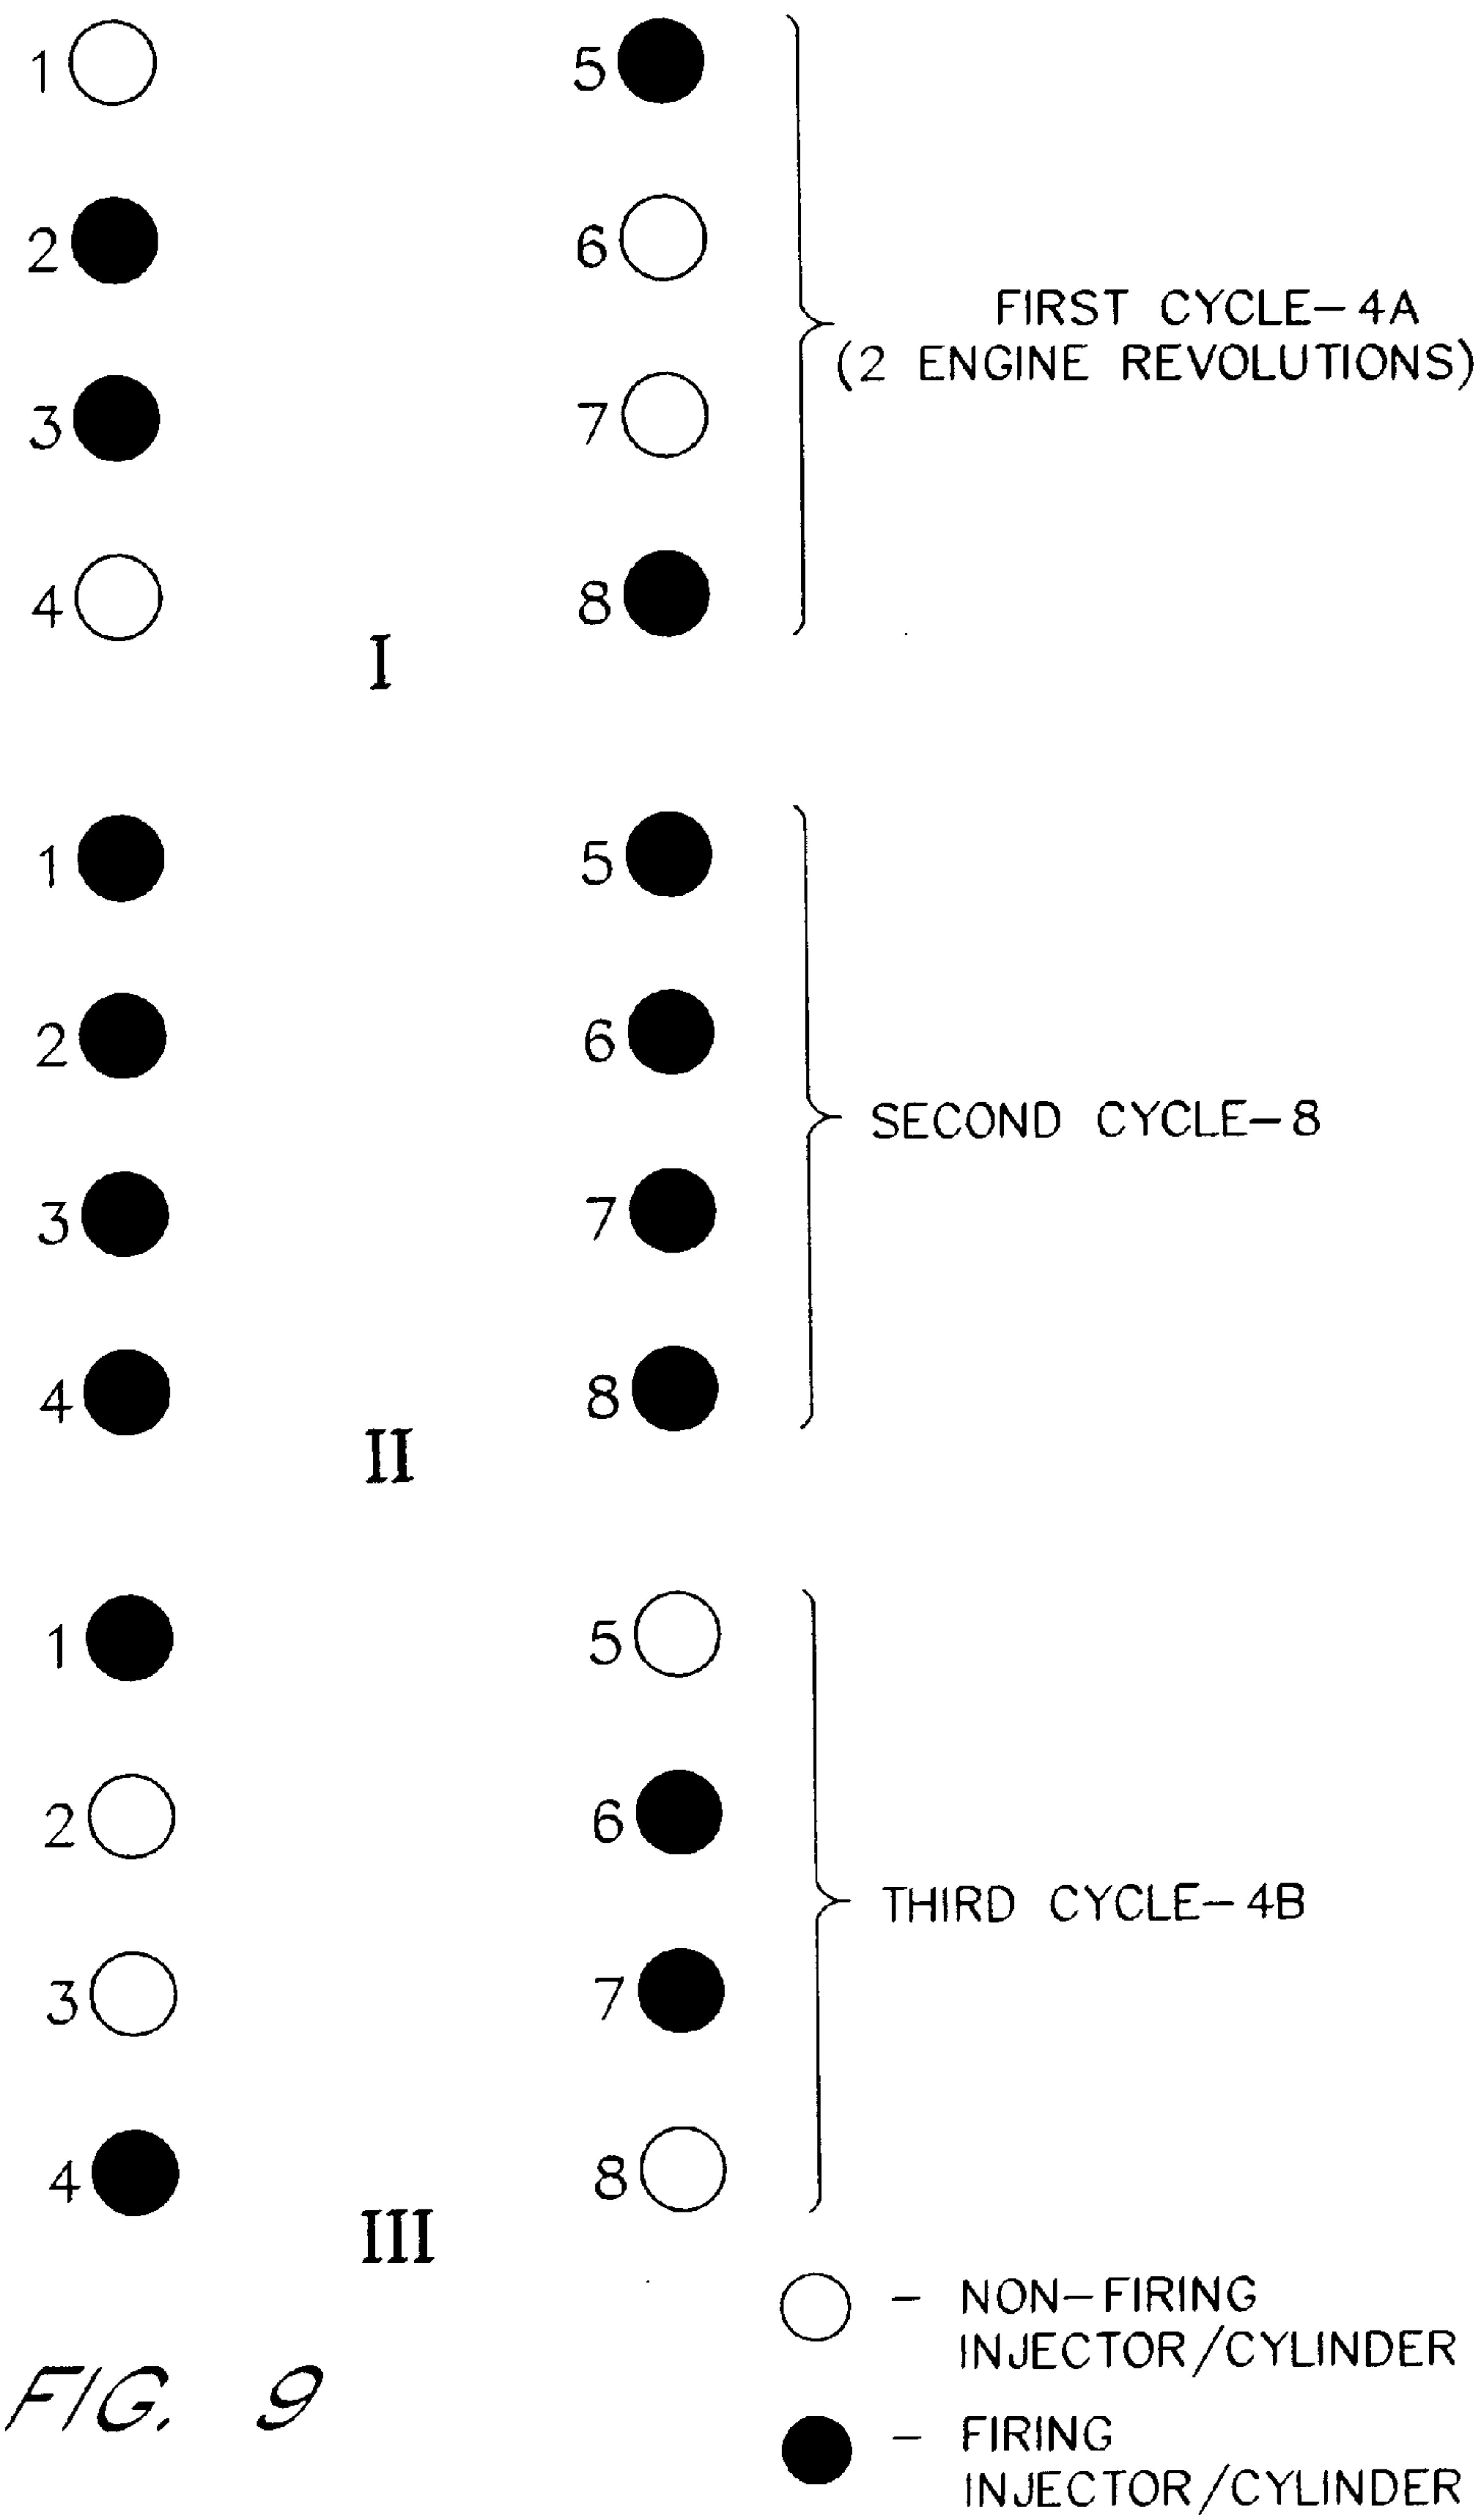 1 5
2 6
FIRST CYCLE-4A
(2 ENGINE REVOLUTIONS)
3 7
4 8
I
1 5
2 6
SECOND CYCLE-8
3 7
4 8
II
1 5
2 6
THIRD CYCLE-4B
3 7
4 8
III
- NON-FIRING
INJECTOR/CYLINDER
- FIRING
INJECTOR/CYLINDER
FIG. 9